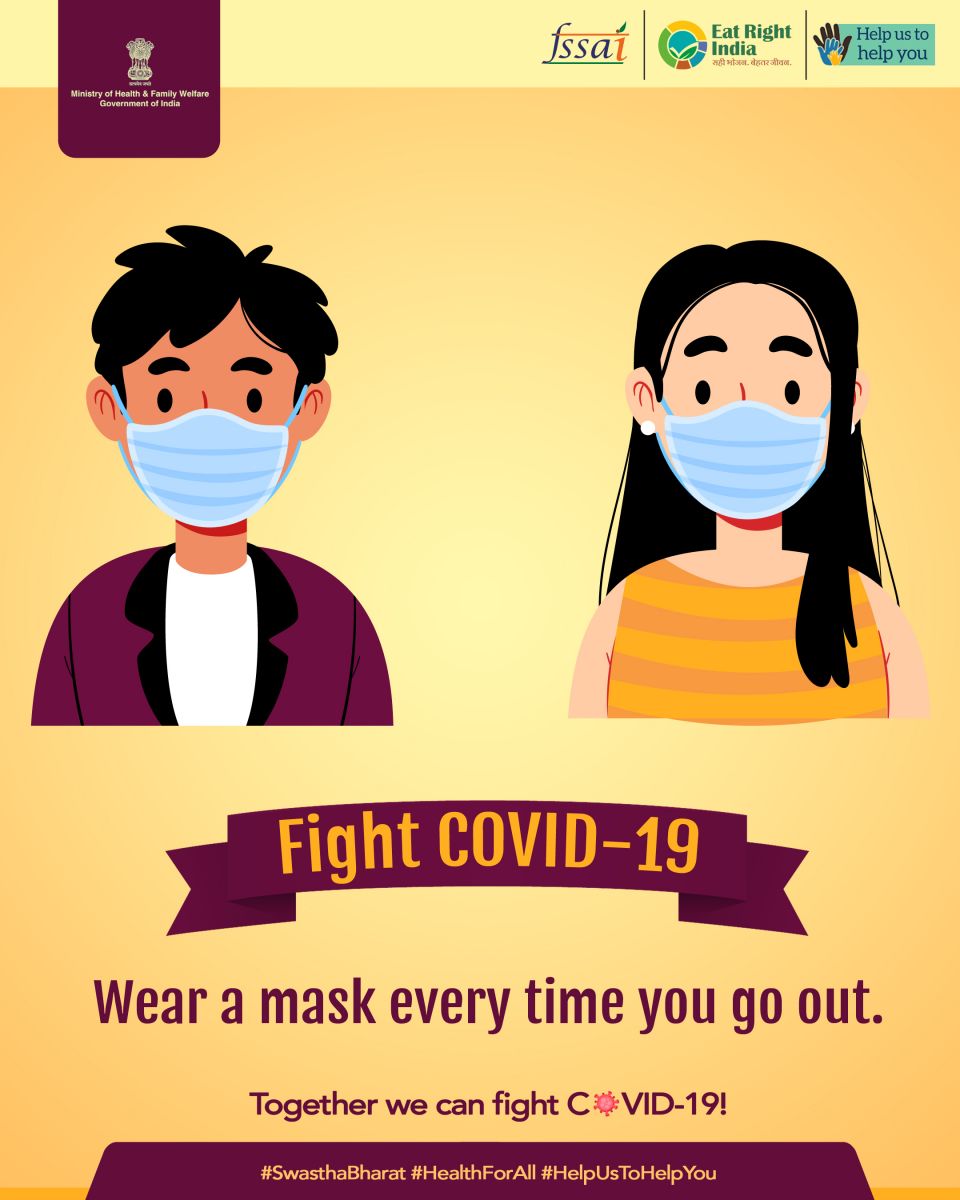 सत्यमेव जयते
Ministry of Health & Family Welfare
Government of India
fssai
Eat Right
India
सही भोजन. बेहतर जीवन.
Help us to
help you
Fight COVID-19
Wear a mask every time you go out.
Together we can fight COVID-19!
#SwasthaBharat #HealthForAll #HelpUsToHelpYou